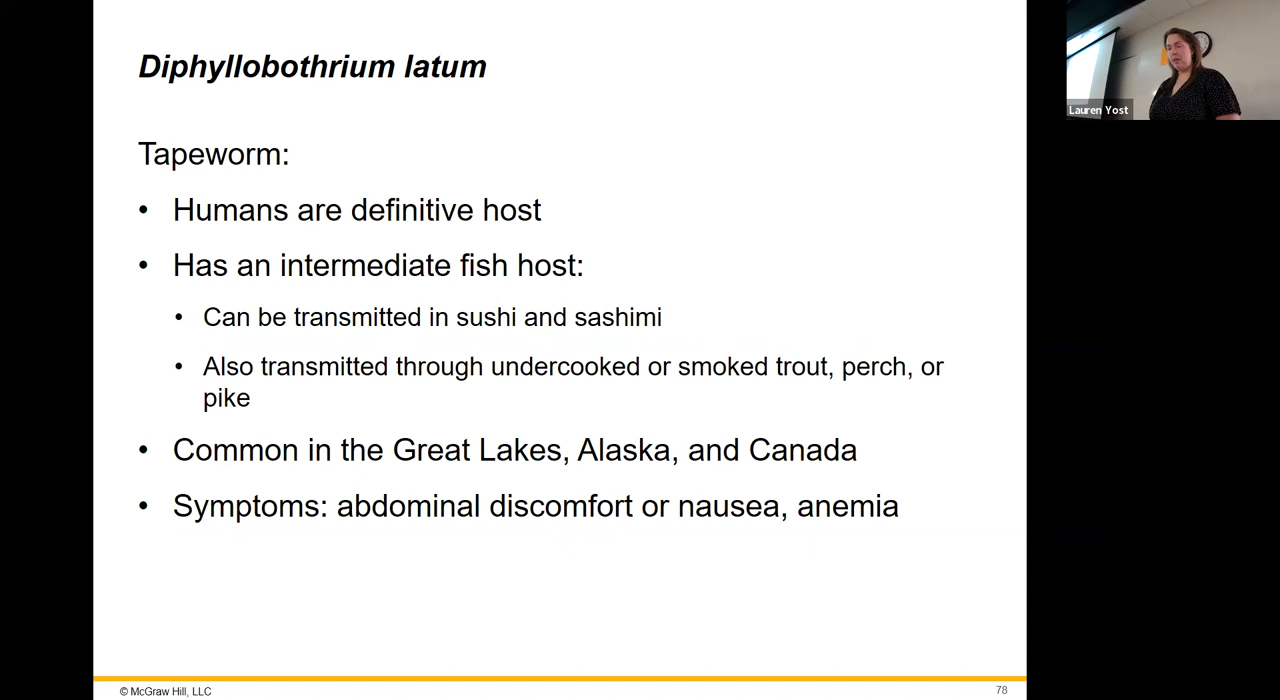 Diphyllobothrium latum
Tapeworm:
• Humans are definitive host
• Has an intermediate fish host:
• Can be transmitted in sushi and sashimi
• Also transmitted through undercooked or smoked trout, perch, or
pike
• Common in the Great Lakes, Alaska, and Canada
• Symptoms: abdominal discomfort or nausea, anemia
© McGraw Hill, LLC
78
Lauren Yost